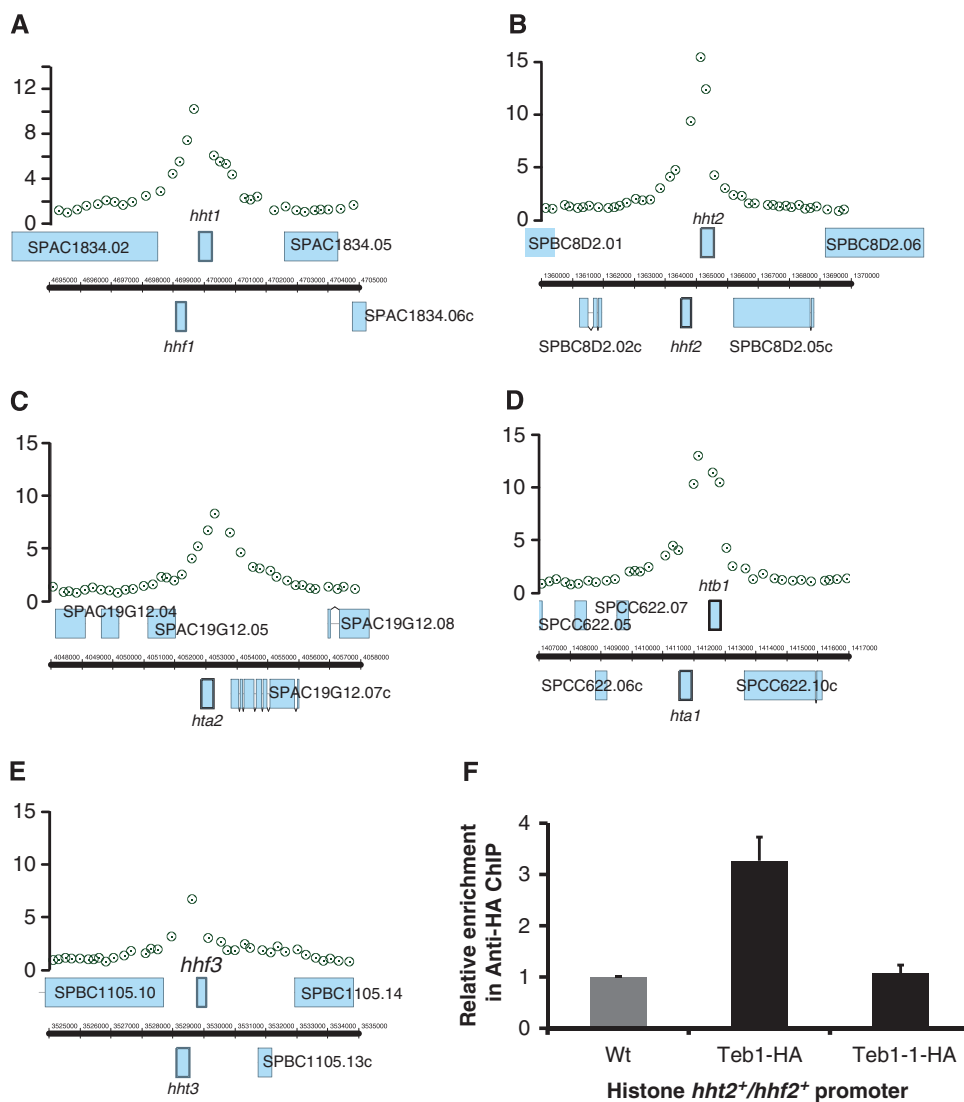 A
12
10
8
6
4
2
0
hht1
SPAC1834.02
SPAC1834.05
4695000 4696000 4697000 4698000 4699000 4700000 4701000 4702000 4703000 4704000 4705000
SPAC1834.06c
hhf1
B
15
10
5
0
hht2
SPBC8D2.01
SPBC8D2.06
1360000 1361000 1362000 1363000 1364000 1365000 1366000 1367000 1368000 1369000 1370000
SPBC8D2.02c
hhf2
SPBC8D2.05c
C
15
10
5
0
SPAC19G12.04
SPAC19G12.05
SPAC19G12.08
4048000 4049000 4050000 4051000 4052000 4053000 4054000 4055000 4056000 4057000 4058000
SPAC19G12.07c
hta2
D
15
10
5
0
htb1
SPCC622.07
SPCC622.05
1407000 1408000 1409000 1410000 1411000 1412000 1413000 1414000 1415000 1416000 1417000
SPCC622.06c
SPCC622.10c
hta1
E
15
10
5
0
hhf3
SPBC1105.10
SPBC1105.14
3525000 3526000 3527000 3528000 3529000 3530000 3531000 3532000 3533000 3534000 3535000
SPBC1105.13c
hht3
F
Relative enrichment
in Anti-HA ChIP
4
3
2
1
0
Wt
Teb1-HA
Teb1-1-HA
Histone hht2+/hhf2+ promoter